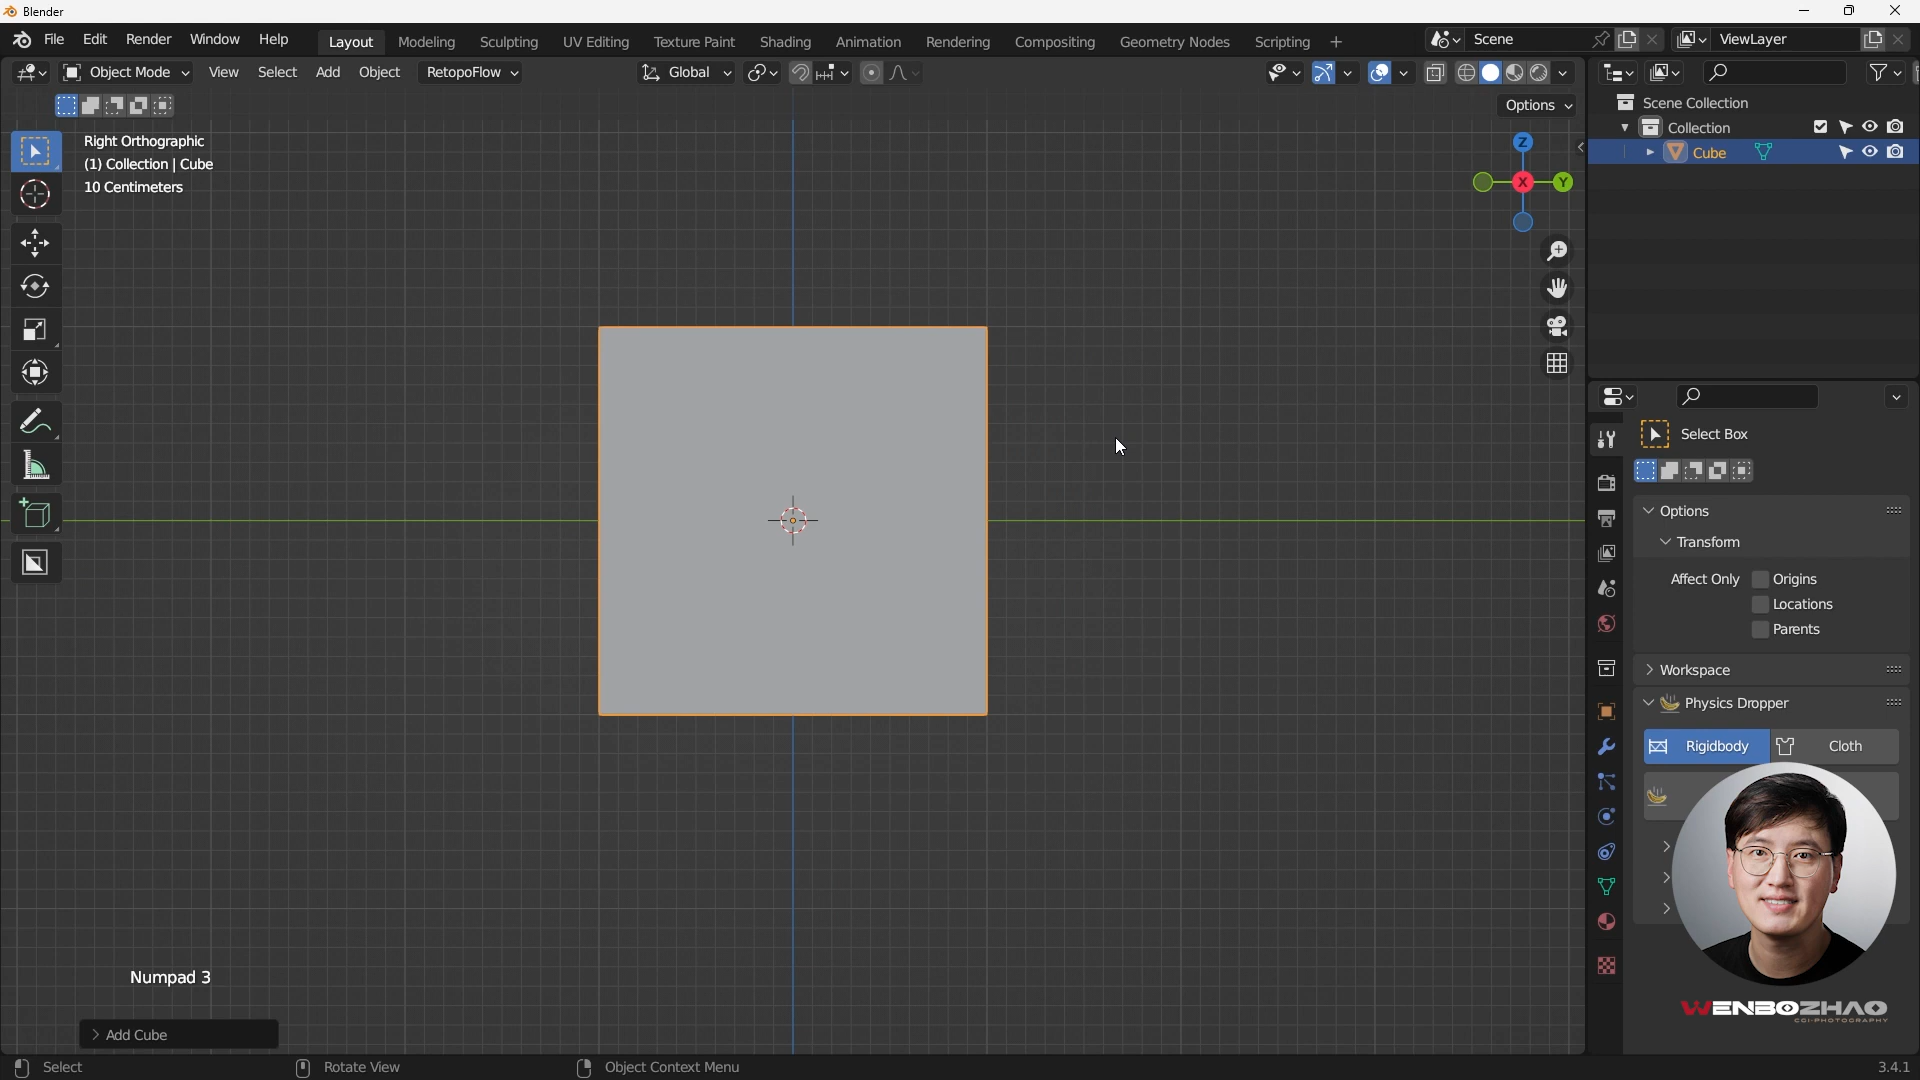 Blender
File Edit Render Window Help Layout Modeling Sculpting UV Editing Texture Paint Shading Animation Rendering Compositing Geometry Nodes Scripting Scene ViewLayer
Object Mode View Select Add Object RetopoFlow Global
Options
Scene Collection
Collection
Cube
Right Orthographic
(1) Collection | Cube
10 Centimeters
Z
X
Y
Select Box
Options
Transform
Affect Only Origins
Locations
Parents
Workspace
Physics Dropper
Rigidbody Cloth
Numpad 3
WENBOZHAO
CGI-PHOTOGRAPHY
Add Cube
Select Rotate View Object Context Menu 3.4.1